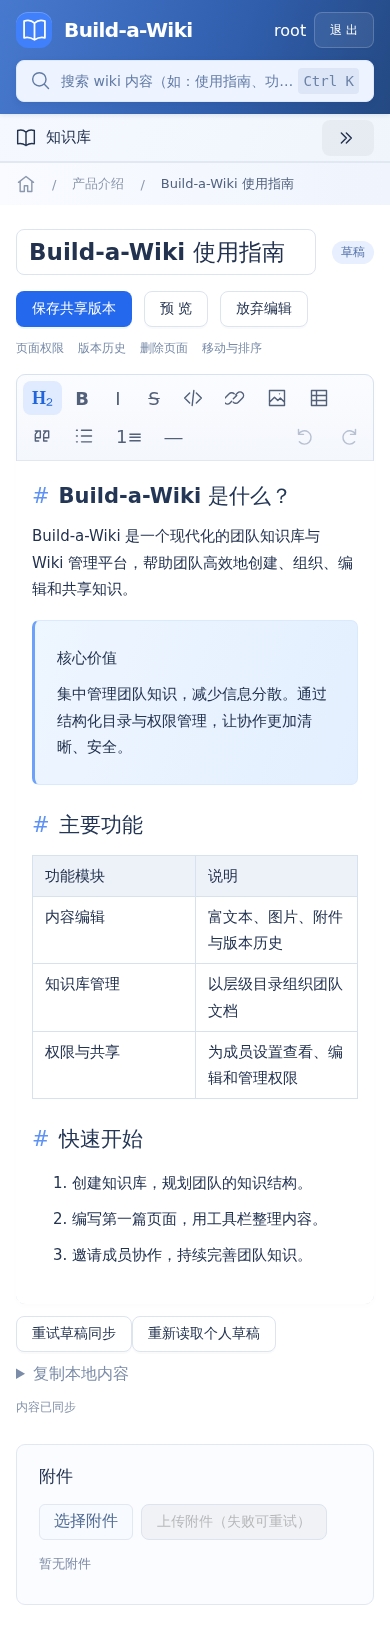 Build-a-Wiki
root
退 出
搜索 wiki 内容（如：使用指南、功...
Ctrl K
知识库
/ 产品介绍 / Build-a-Wiki 使用指南
Build-a-Wiki 使用指南
草稿
保存共享版本
预 览
放弃编辑
页面权限
版本历史
删除页面
移动与排序
H2 B I S
1≡ —
# Build-a-Wiki 是什么？
Build-a-Wiki 是一个现代化的团队知识库与
Wiki 管理平台，帮助团队高效地创建、组织、编
辑和共享知识。
核心价值
集中管理团队知识，减少信息分散。通过
结构化目录与权限管理，让协作更加清
晰、安全。
# 主要功能
功能模块
说明
内容编辑
富文本、图片、附件
与版本历史
知识库管理
以层级目录组织团队
文档
权限与共享
为成员设置查看、编
辑和管理权限
# 快速开始
1. 创建知识库，规划团队的知识结构。
2. 编写第一篇页面，用工具栏整理内容。
3. 邀请成员协作，持续完善团队知识。
重试草稿同步
重新读取个人草稿
复制本地内容
内容已同步
附件
选择附件
上传附件（失败可重试）
暂无附件